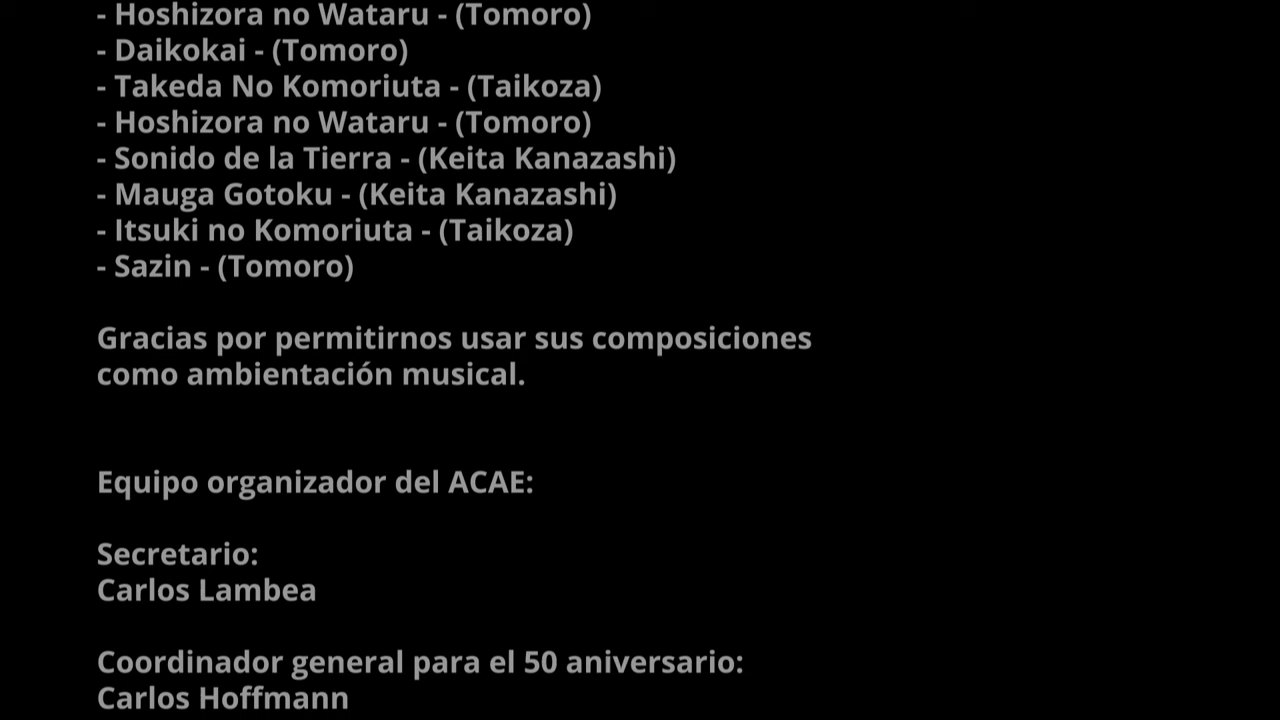 - Hoshizora no Wataru - (Tomoro)
- Daikokai - (Tomoro)
- Takeda No Komoriuta - (Taikoza)
- Hoshizora no Wataru - (Tomoro)
- Sonido de la Tierra - (Keita Kanazashi)
- Mauga Gotoku - (Keita Kanazashi)
- Itsuki no Komoriuta - (Taikoza)
- Sazin - (Tomoro)
Gracias por permitirnos usar sus composiciones
como ambientación musical.
Equipo organizador del ACAE:
Secretario:
Carlos Lambea
Coordinador general para el 50 aniversario:
Carlos Hoffmann